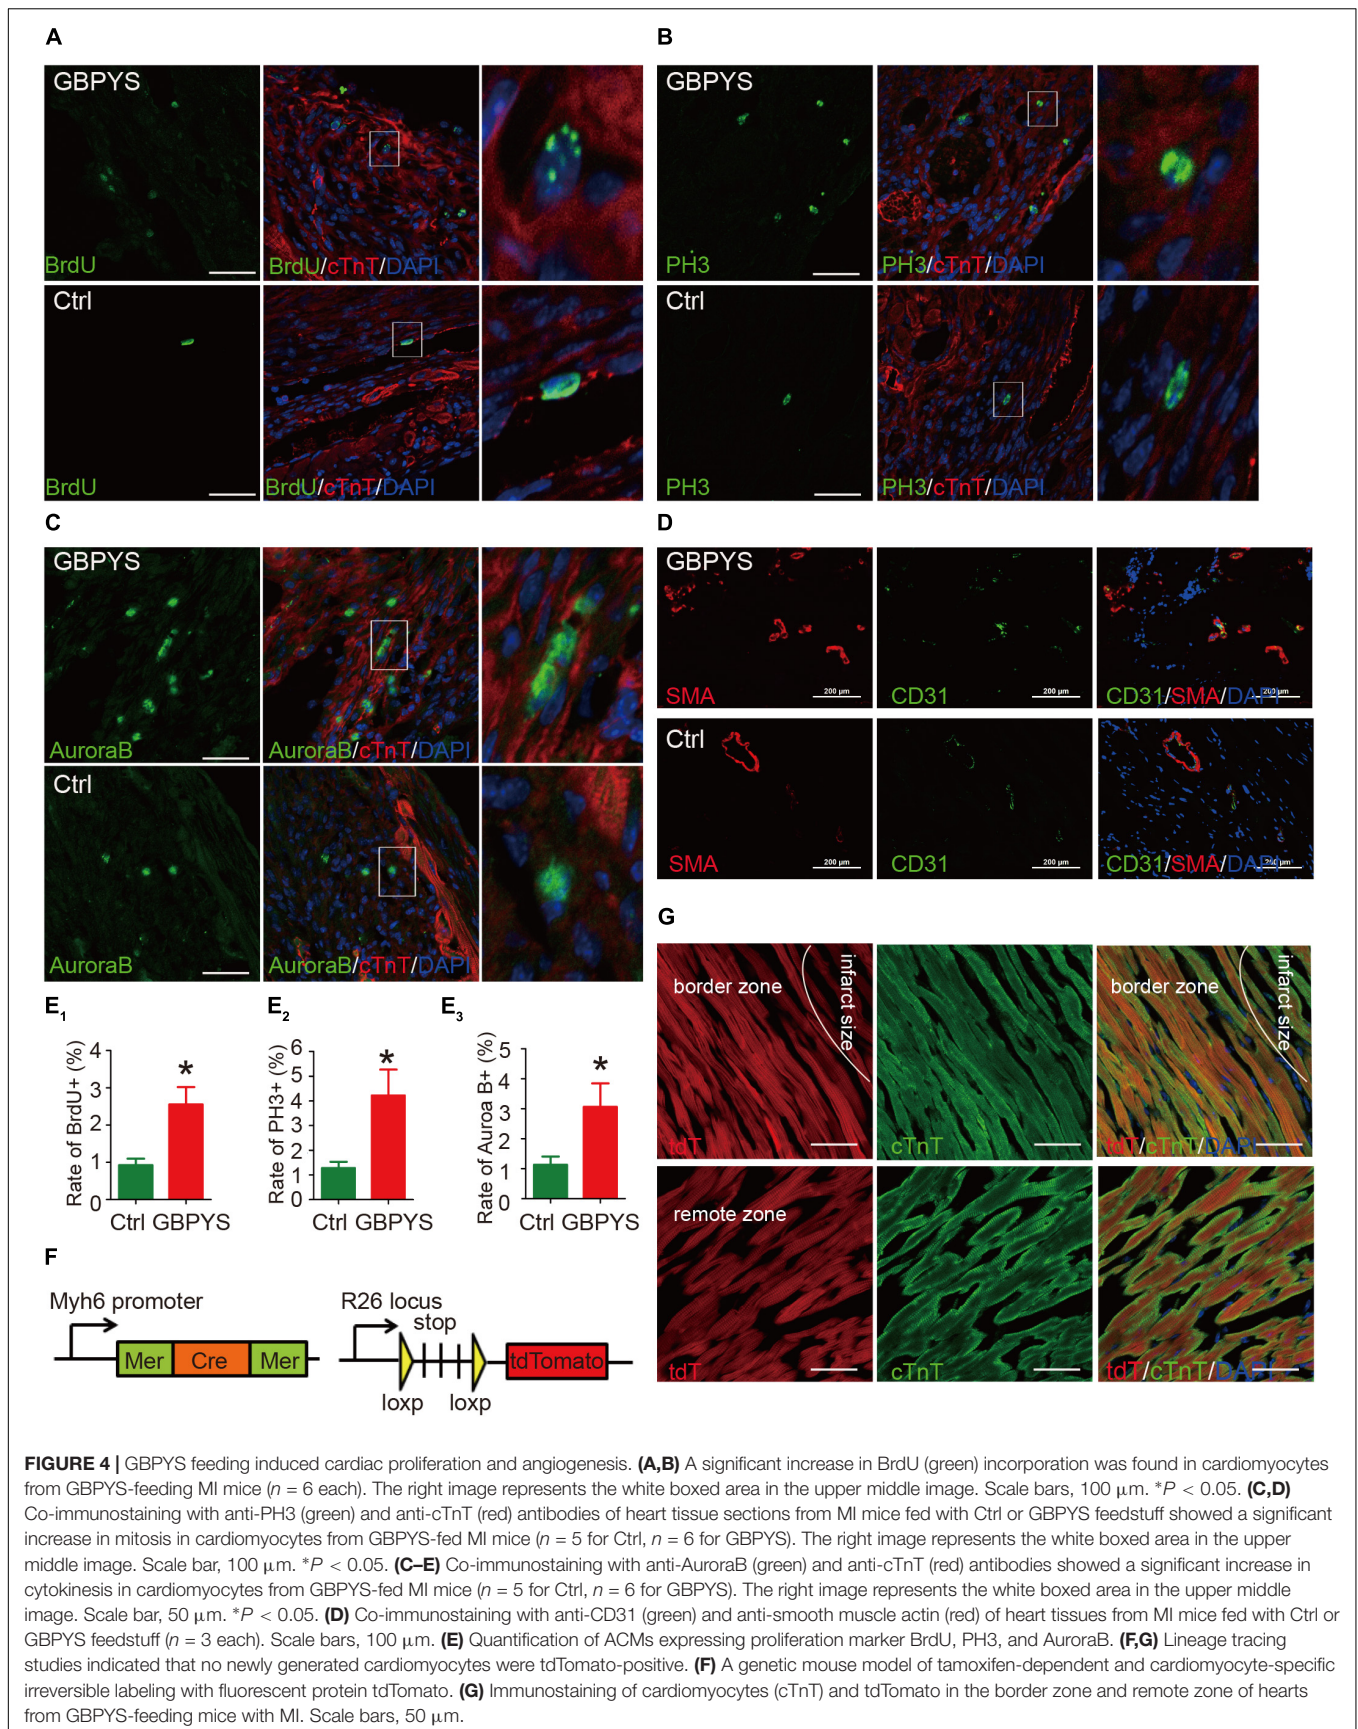 A
B
GBPYS
BrdU
BrdU/cTnT/DAPI
GBPYS
PH3
PH3/cTnT/DAPI
Ctrl
BrdU
BrdU/cTnT/DAPI
Ctrl
PH3
PH3/cTnT/DAPI
C
D
GBPYS
AuroraB
AuroraB/cTnT/DAPI
Ctrl
AuroraB
AuroraB/cTnT/DAPI
GBPYS
SMA
200 µm
CD31
200 µm
CD31/SMA/DAPI
200 µm
Ctrl
SMA
200 µm
CD31
200 µm
CD31/SMA/DAPI
200 µm
E1
E2
E3
Rate of BrdU+ (%)
4
3
2
1
0
*
Ctrl GBPYS
Rate of PH3+ (%)
6
5
4
3
2
1
0
*
Ctrl GBPYS
Rate of Auroa B+ (%)
5
4
3
2
1
0
*
Ctrl GBPYS
F
Myh6 promoter
Mer Cre Mer
R26 locus
stop
tdTomato
loxp loxp
G
border zone
infarct size
tdT
cTnT
border zone
infarct size
tdT/cTnT/DAPI
remote zone
tdT
cTnT
tdT/cTnT/DAPI
FIGURE 4 | GBPYS feeding induced cardiac proliferation and angiogenesis. (A,B) A significant increase in BrdU (green) incorporation was found in cardiomyocytes
from GBPYS-feeding MI mice (n = 6 each). The right image represents the white boxed area in the upper middle image. Scale bars, 100 µm. *P < 0.05. (C,D)
Co-immunostaining with anti-PH3 (green) and anti-cTnT (red) antibodies of heart tissue sections from MI mice fed with Ctrl or GBPYS feedstuff showed a significant
increase in mitosis in cardiomyocytes from GBPYS-fed MI mice (n = 5 for Ctrl, n = 6 for GBPYS). The right image represents the white boxed area in the upper
middle image. Scale bar, 100 µm. *P < 0.05. (C–E) Co-immunostaining with anti-AuroraB (green) and anti-cTnT (red) antibodies showed a significant increase in
cytokinesis in cardiomyocytes from GBPYS-fed MI mice (n = 5 for Ctrl, n = 6 for GBPYS). The right image represents the white boxed area in the upper middle
image. Scale bar, 50 µm. *P < 0.05. (D) Co-immunostaining with anti-CD31 (green) and anti-smooth muscle actin (red) of heart tissues from MI mice fed with Ctrl or
GBPYS feedstuff (n = 3 each). Scale bars, 100 µm. (E) Quantification of ACMs expressing proliferation marker BrdU, PH3, and AuroraB. (F,G) Lineage tracing
studies indicated that no newly generated cardiomyocytes were tdTomato-positive. (F) A genetic mouse model of tamoxifen-dependent and cardiomyocyte-specific
irreversible labeling with fluorescent protein tdTomato. (G) Immunostaining of cardiomyocytes (cTnT) and tdTomato in the border zone and remote zone of hearts
from GBPYS-feeding mice with MI. Scale bars, 50 µm.